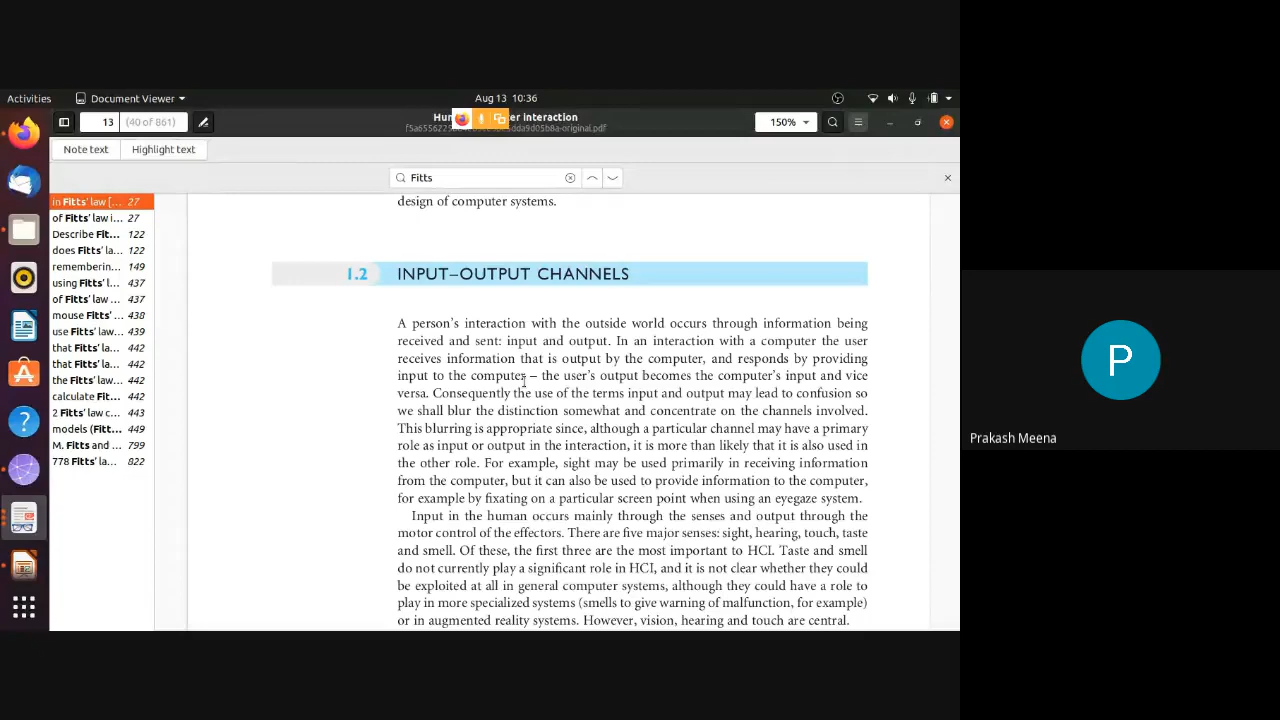 Activities
Document Viewer
Aug 13 10:36
13
(40 of 861)
Hum
er Interaction
150%
Note text
Highlight text
Fitts
in Fitts' law [... 27
of Fitts' law i... 27
Describe Fit... 122
does Fitts' la... 122
rememberin... 149
using Fitts' l... 437
of Fitts' law ... 437
mouse Fitts' ... 438
use Fitts' law... 439
that Fitts' la... 442
that Fitts' la... 442
the Fitts' law... 442
calculate Fit... 442
2 Fitts' law c... 443
models (Fitt... 449
M. Fitts and ... 799
778 Fitts' la... 822
design of computer systems.
1.2 INPUT–OUTPUT CHANNELS
A person's interaction with the outside world occurs through information being
received and sent: input and output. In an interaction with a computer the user
receives information that is output by the computer, and responds by providing
input to the computer – the user's output becomes the computer's input and vice
versa. Consequently the use of the terms input and output may lead to confusion so
we shall blur the distinction somewhat and concentrate on the channels involved.
This blurring is appropriate since, although a particular channel may have a primary
role as input or output in the interaction, it is more than likely that it is also used in
the other role. For example, sight may be used primarily in receiving information
from the computer, but it can also be used to provide information to the computer,
for example by fixating on a particular screen point when using an eyegaze system.
Input in the human occurs mainly through the senses and output through the
motor control of the effectors. There are five major senses: sight, hearing, touch, taste
and smell. Of these, the first three are the most important to HCI. Taste and smell
do not currently play a significant role in HCI, and it is not clear whether they could
be exploited at all in general computer systems, although they could have a role to
play in more specialized systems (smells to give warning of malfunction, for example)
or in augmented reality systems. However, vision, hearing and touch are central.
P
Prakash Meena